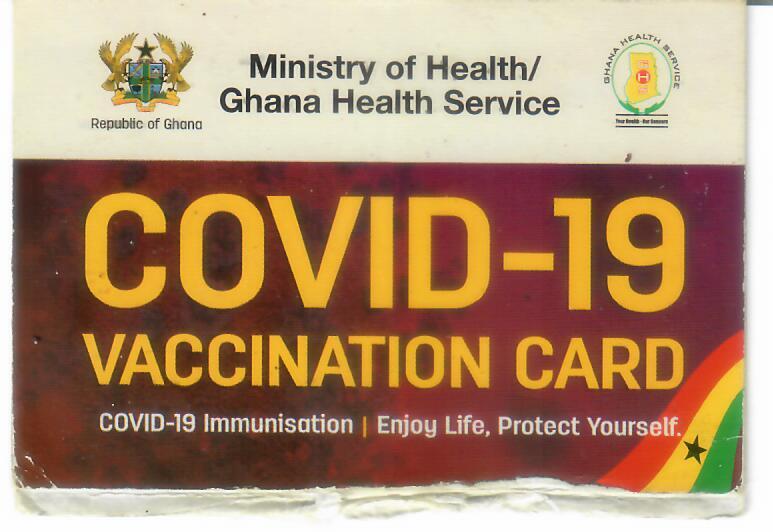 Ministry of Health/
Ghana Health Service
Republic of Ghana
GHANA HEALTH SERVICE
GHS
Your Health - Our Concern
COVID-19
VACCINATION CARD
COVID-19 Immunisation | Enjoy Life, Protect Yourself.